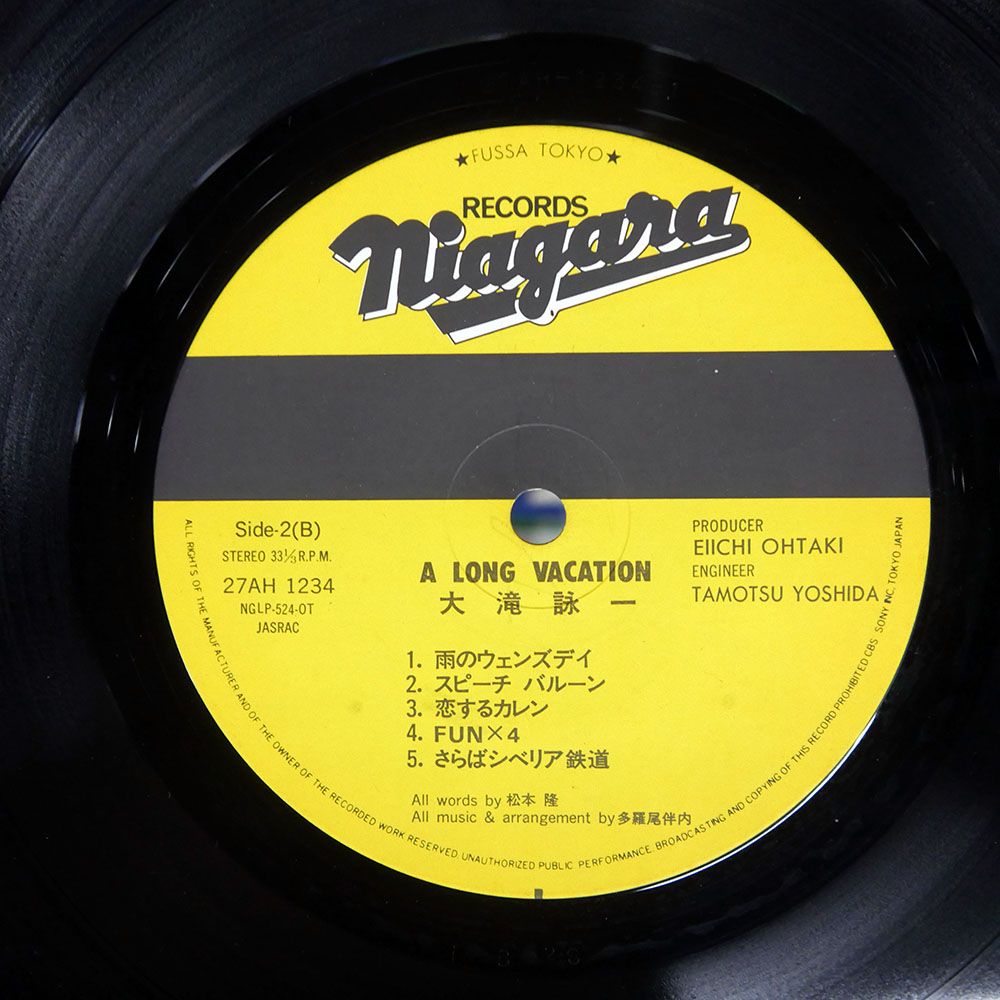 ★FUSSA TOKYO★
RECORDS
Niagara
Side-2(B)
STEREO 33⅓ R.P.M.
27AH 1234
NGLP-524-OT
JASRAC
PRODUCER
EIICHI OHTAKI
ENGINEER
TAMOTSU YOSHIDA
A LONG VACATION
大滝詠一
1. 雨のウェンズデイ
2. スピーチ バルーン
3. 恋するカレン
4. FUN×4
5. さらばシベリア鉄道
All words by 松本 隆
All music & arrangement by 多羅尾伴内
ALL RIGHTS OF THE MANUFACTURER AND OF THE OWNER OF THE RECORDED WORK RESERVED. UNAUTHORIZED PUBLIC PERFORMANCE, BROADCASTING AND COPYING OF THIS RECORD PROHIBITED CBS SONY INC, TOKYO JAPAN